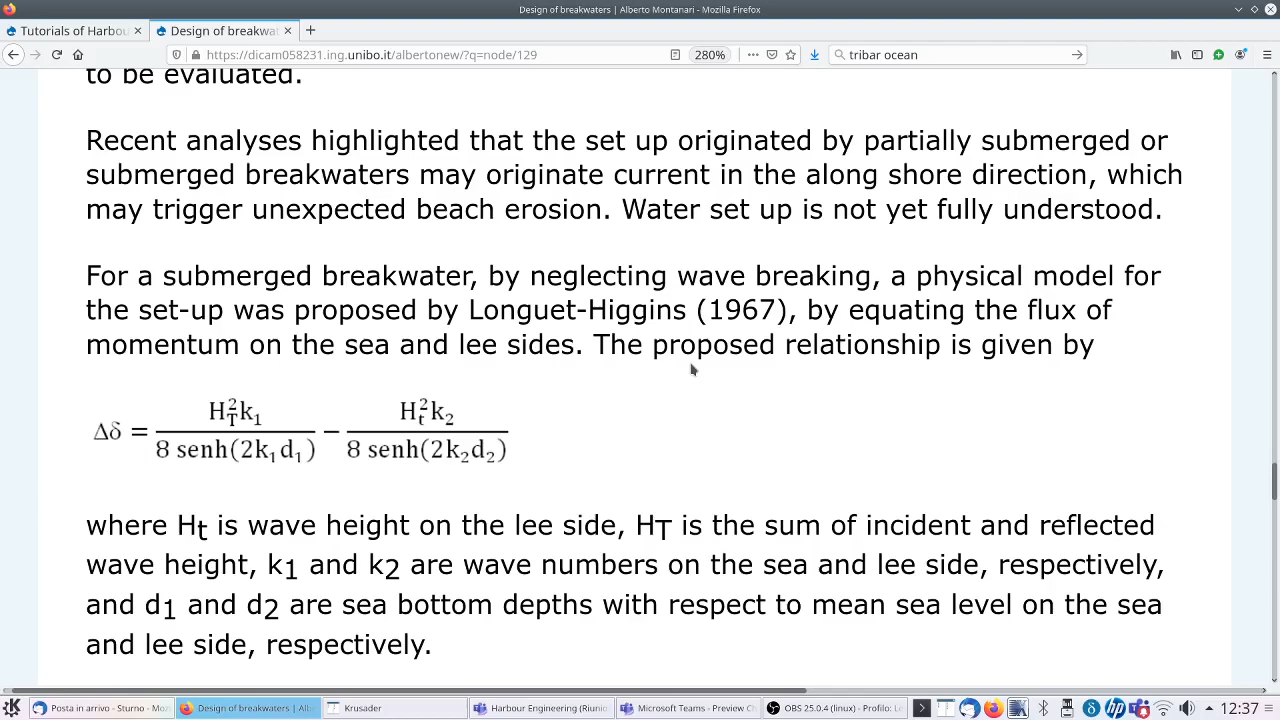 Design of breakwaters | Alberto Montanari - Mozilla Firefox
Tutorials of Harbou × Design of breakwat × +
https://dicam058231.ing.unibo.it/albertonew/?q=node/129 280% tribar ocean
to be evaluated.
Recent analyses highlighted that the set up originated by partially submerged or
submerged breakwaters may originate current in the along shore direction, which
may trigger unexpected beach erosion. Water set up is not yet fully understood.
For a submerged breakwater, by neglecting wave breaking, a physical model for
the set-up was proposed by Longuet-Higgins (1967), by equating the flux of
momentum on the sea and lee sides. The proposed relationship is given by
Δδ = H_T^2 k_1 / 8 senh(2k_1 d_1) − H_t^2 k_2 / 8 senh(2k_2 d_2)
where Ht is wave height on the lee side, HT is the sum of incident and reflected
wave height, k1 and k2 are wave numbers on the sea and lee side, respectively,
and d1 and d2 are sea bottom depths with respect to mean sea level on the sea
and lee side, respectively.
Posta in arrivo - Sturno - Moz Design of breakwaters | Alb Krusader Harbour Engineering (Riunio Microsoft Teams - Preview C OBS 25.0.4 (linux) - Profilo: 12:37